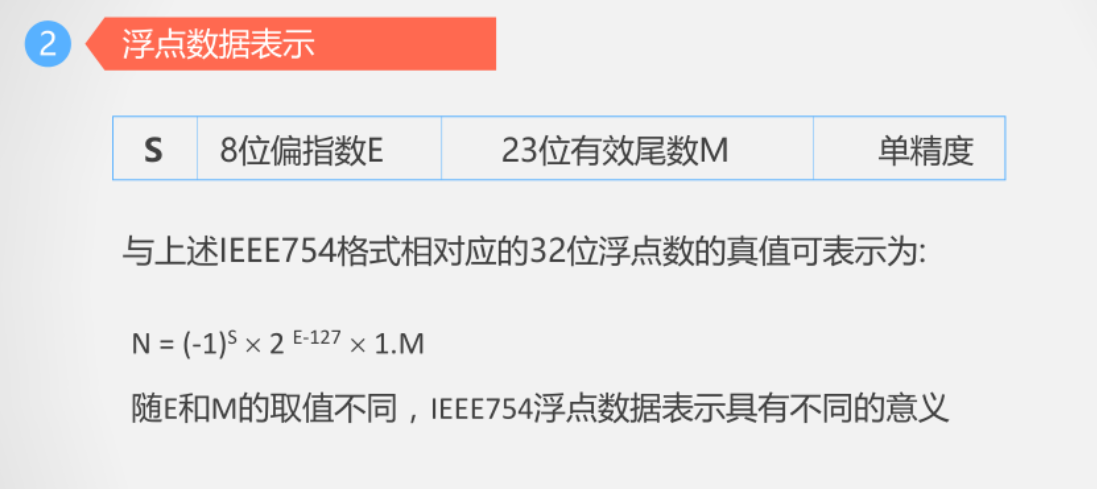 2 浮点数据表示
S 8位偏指数E 23位有效尾数M 单精度
与上述IEEE754格式相对应的32位浮点数的真值可表示为:
N = (-1)^S × 2 ^E-127 × 1.M
随E和M的取值不同，IEEE754浮点数据表示具有不同的意义